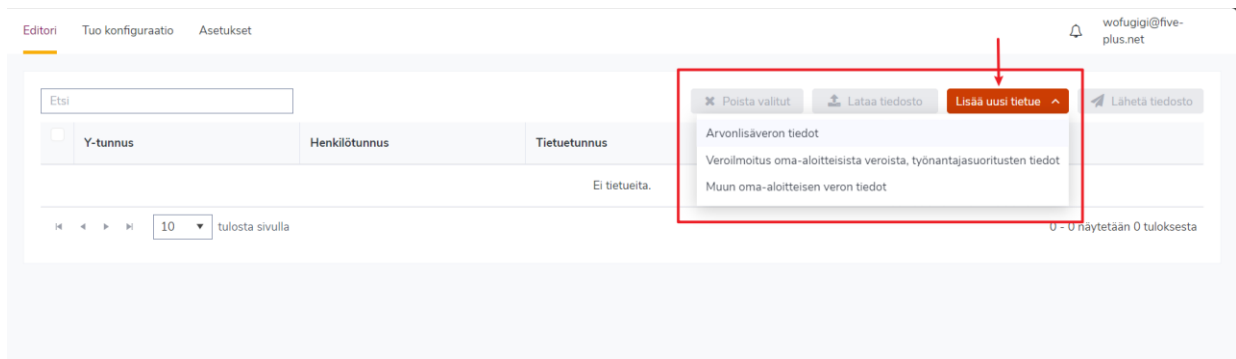 Editori Tuo konfiguraatio Asetukset wofugigi@five-
plus.net
Etsi Poista valitut Lataa tiedosto Lisää uusi tietue Lähetä tiedosto
Y-tunnus Henkilötunnus Tietuetunnus
Arvonlisäveron tiedot
Veroilmoitus oma-aloitteisista veroista, työnantajasuoritusten tiedot
Muun oma-aloitteisen veron tiedot
Ei tietueita.
10 tulosta sivulla 0 - 0 näytetään 0 tuloksesta